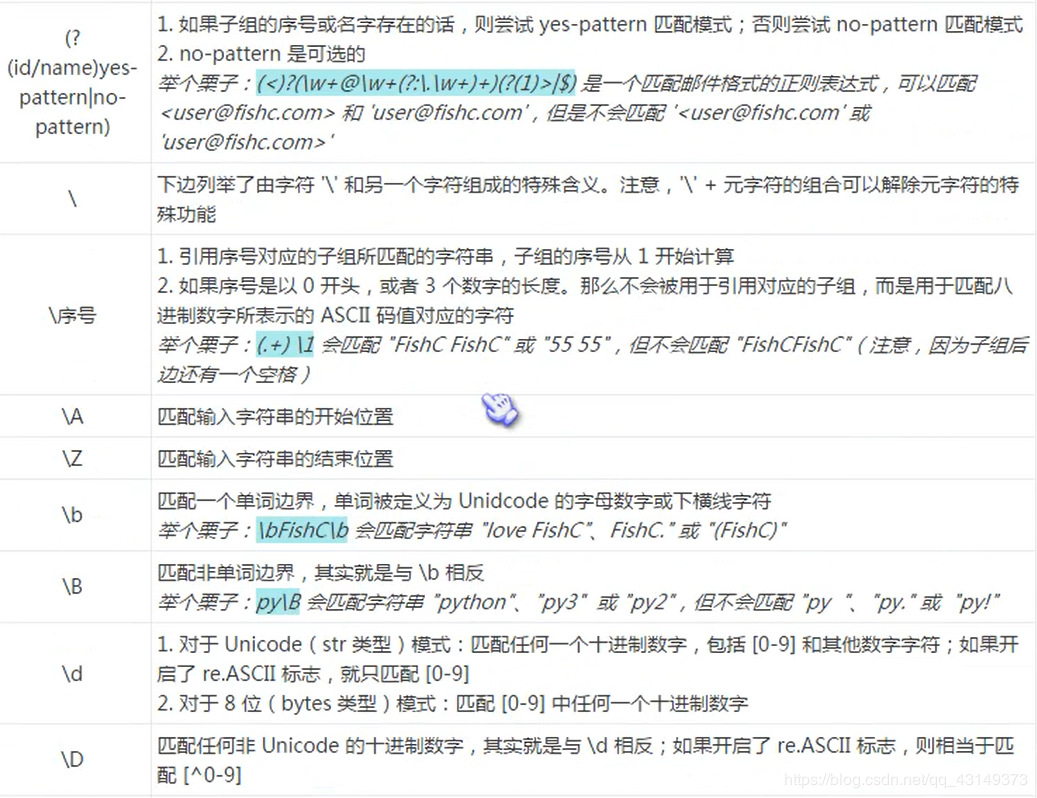 (?
(id/name)yes-
pattern|no-
pattern)
1. 如果子组的序号或名字存在的话，则尝试 yes-pattern 匹配模式；否则尝试 no-pattern 匹配模式
2. no-pattern 是可选的
举个栗子：(<)?(\w+@\w+(?:\.\w+)+)(?(1)>|$) 是一个匹配邮件格式的正则表达式，可以匹配
<user@fishc.com> 和 'user@fishc.com'，但是不会匹配 '<user@fishc.com' 或
'user@fishc.com>'
\
下边列举了由字符 '\' 和另一个字符组成的特殊含义。注意，'\' + 元字符的组合可以解除元字符的特
殊功能
\序号
1. 引用序号对应的子组所匹配的字符串，子组的序号从 1 开始计算
2. 如果序号是以 0 开头，或者 3 个数字的长度。那么不会被用于引用对应的子组，而是用于匹配八
进制数字所表示的 ASCII 码值对应的字符
举个栗子：(.+) \1 会匹配 "FishC FishC" 或 "55 55"，但不会匹配 "FishCFishC"（注意，因为子组后
边还有一个空格）
\A
匹配输入字符串的开始位置
\Z
匹配输入字符串的结束位置
\b
匹配一个单词边界，单词被定义为 Unidcode 的字母数字或下横线字符
举个栗子：\bFishC\b 会匹配字符串 "love FishC"、FishC." 或 "(FishC)"
\B
匹配非单词边界，其实就是与 \b 相反
举个栗子：py\B 会匹配字符串 "python"、"py3" 或 "py2"，但不会匹配 "py "、"py." 或 "py!"
\d
1. 对于 Unicode（str 类型）模式：匹配任何一个十进制数字，包括 [0-9] 和其他数字字符；如果开
启了 re.ASCII 标志，就只匹配 [0-9]
2. 对于 8 位（bytes 类型）模式：匹配 [0-9] 中任何一个十进制数字
\D
匹配任何非 Unicode 的十进制数字，其实就是与 \d 相反；如果开启了 re.ASCII 标志，则相当于匹
配 [^0-9]
https://blog.csdn.net/qq_43149373